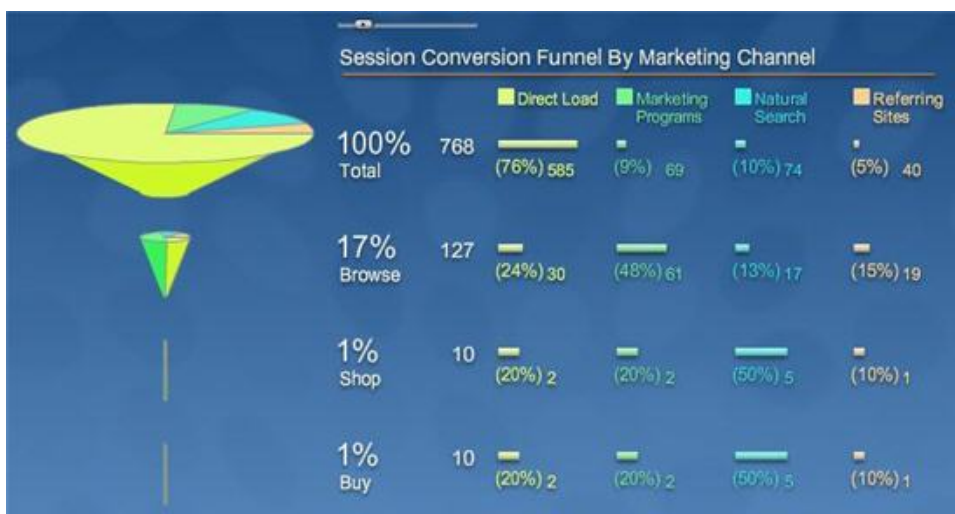 Session Conversion Funnel By Marketing Channel
Direct Load
Marketing Programs
Natural Search
Referring Sites
100% 768 (76%) 585 (9%) 69 (10%) 74 (5%) 40
Total
17% 127 (24%) 30 (48%) 61 (13%) 17 (15%) 19
Browse
1% 10 (20%) 2 (20%) 2 (50%) 5 (10%) 1
Shop
1% 10 (20%) 2 (20%) 2 (50%) 5 (10%) 1
Buy